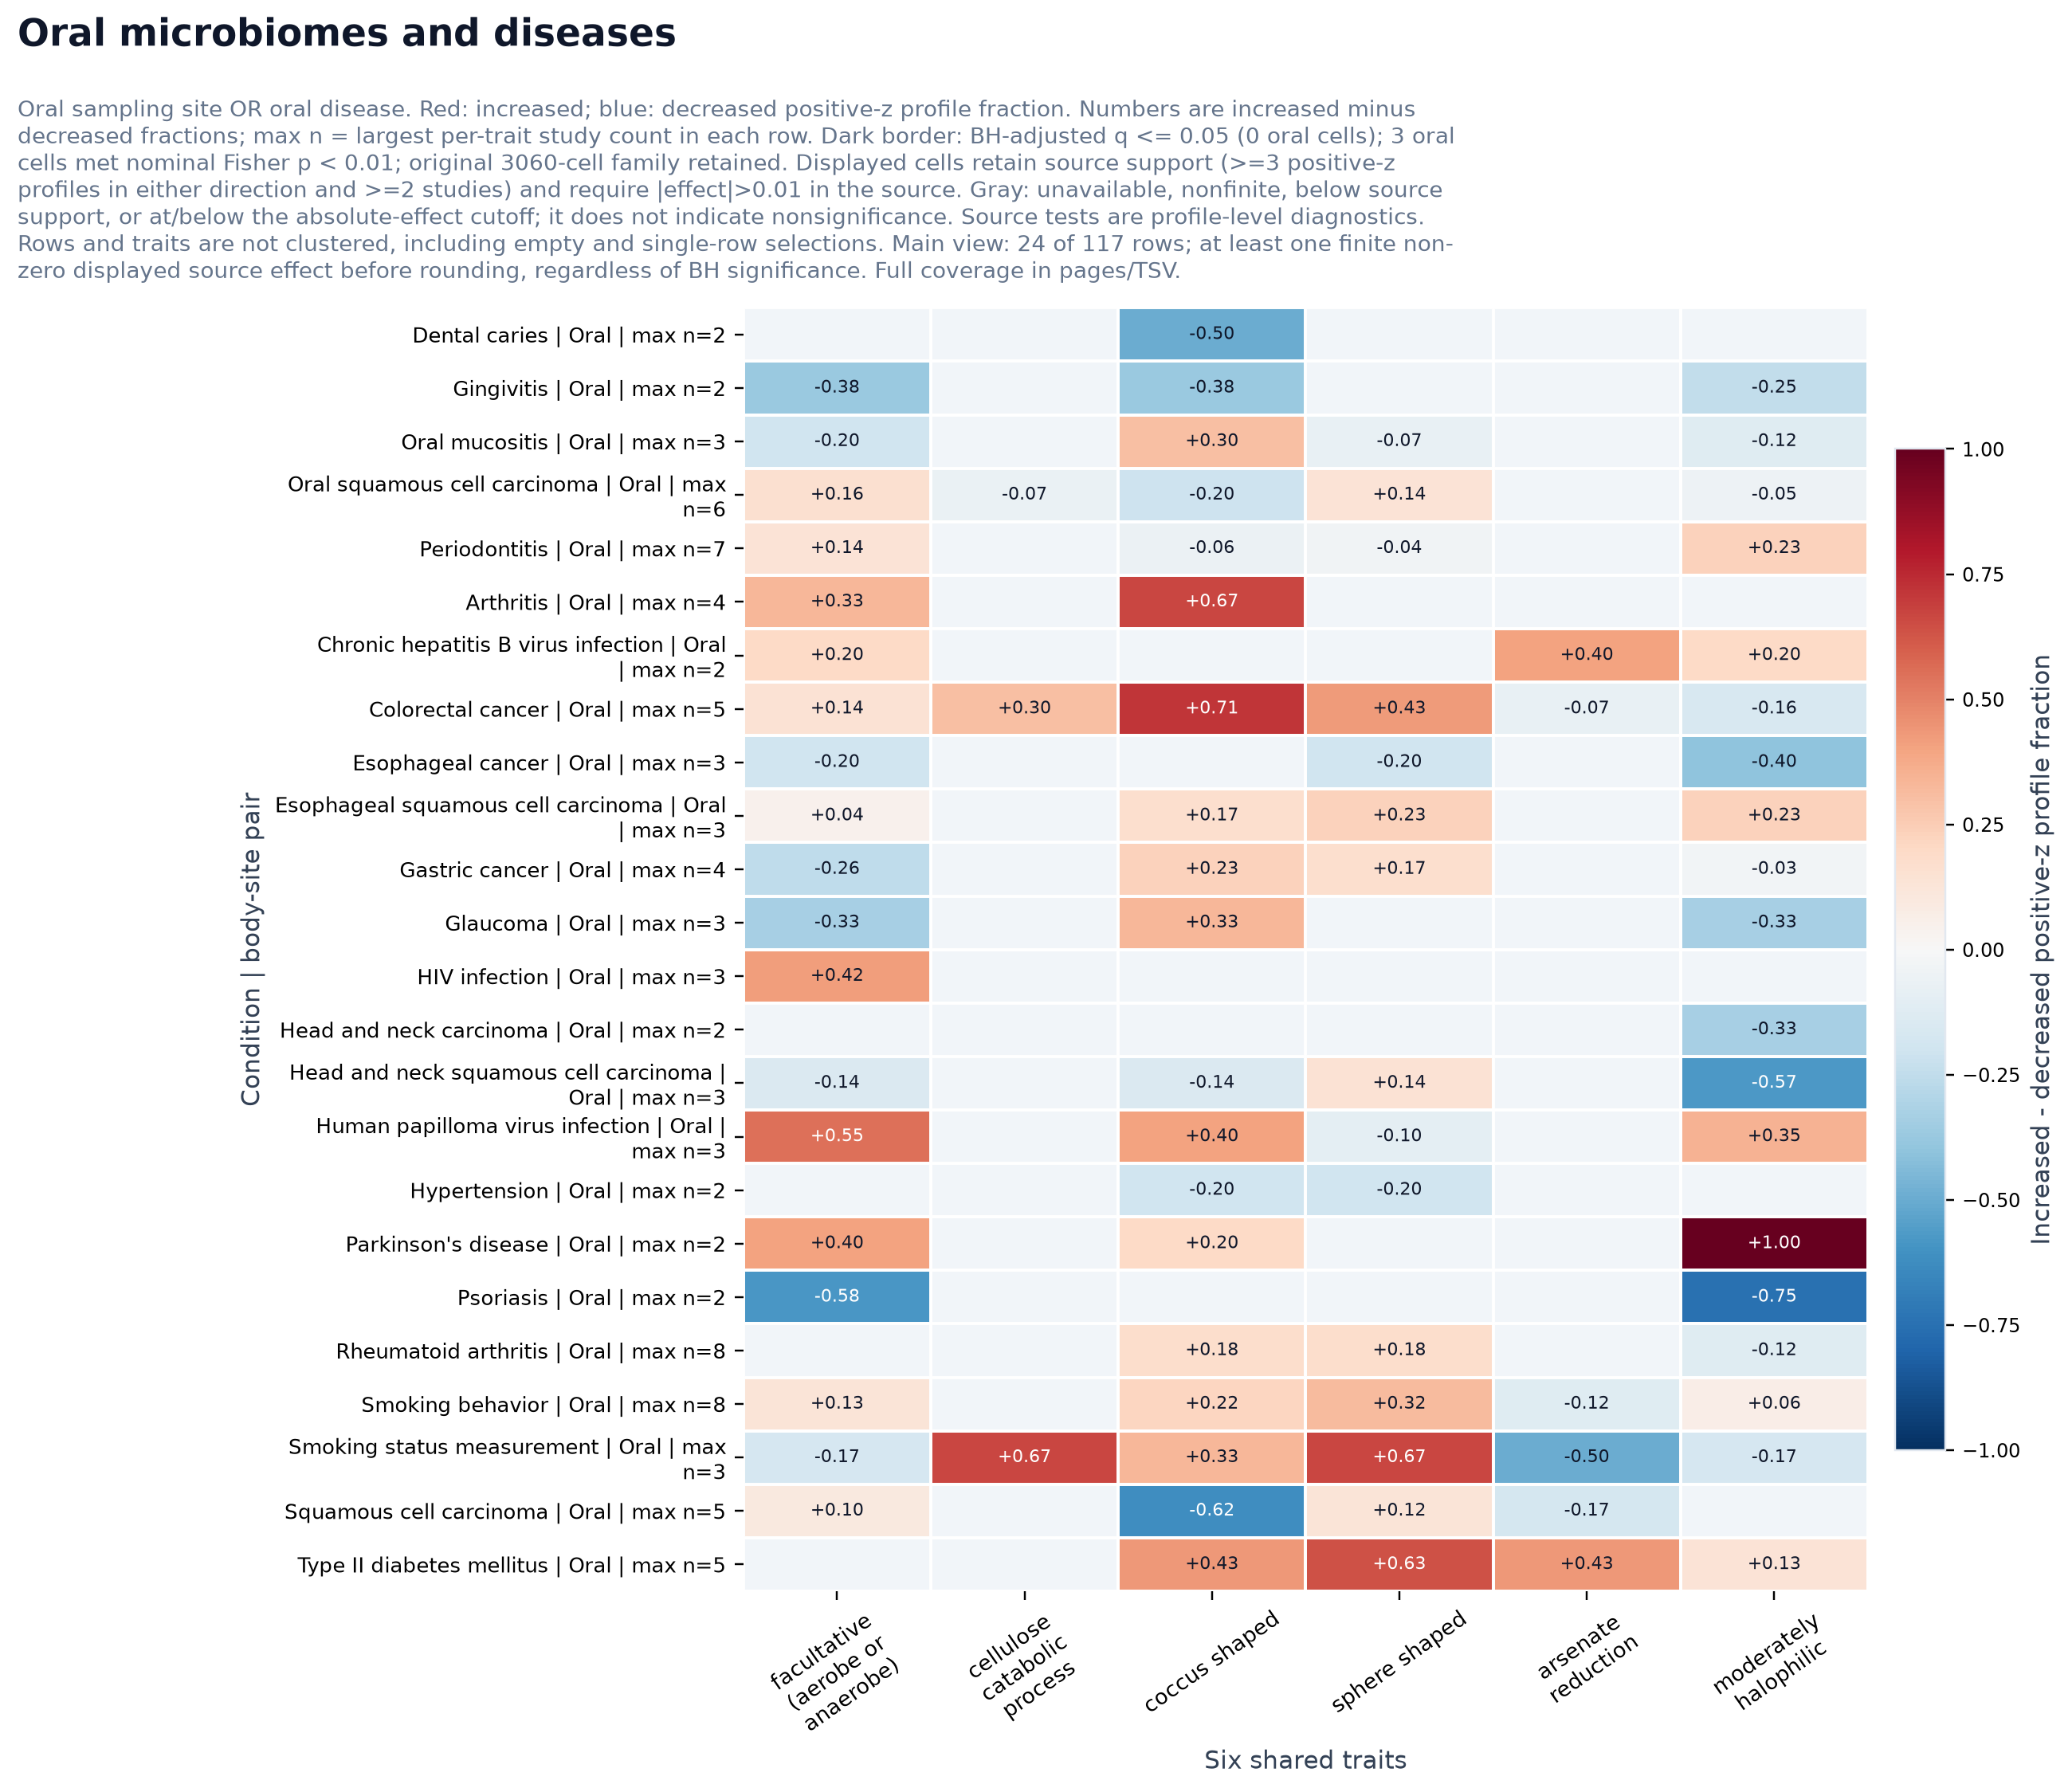 Oral microbiomes and diseases
Oral sampling site OR oral disease. Red: increased; blue: decreased positive-z profile fraction. Numbers are increased minus
decreased fractions; max n = largest per-trait study count in each row. Dark border: BH-adjusted q <= 0.05 (0 oral cells); 3 oral
cells met nominal Fisher p < 0.01; original 3060-cell family retained. Displayed cells retain source support (>=3 positive-z
profiles in either direction and >=2 studies) and require |effect|>0.01 in the source. Gray: unavailable, nonfinite, below source
support, or at/below the absolute-effect cutoff; it does not indicate nonsignificance. Source tests are profile-level diagnostics.
Rows and traits are not clustered, including empty and single-row selections. Main view: 24 of 117 rows; at least one finite non-
zero displayed source effect before rounding, regardless of BH significance. Full coverage in pages/TSV.
Condition | body-site pair
Dental caries | Oral | max n=2
-0.50
Gingivitis | Oral | max n=2
-0.38 -0.38 -0.25
Oral mucositis | Oral | max n=3
-0.20 +0.30 -0.07 -0.12
Oral squamous cell carcinoma | Oral | max
n=6
+0.16 -0.07 -0.20 +0.14 -0.05
Periodontitis | Oral | max n=7
+0.14 -0.06 -0.04 +0.23
Arthritis | Oral | max n=4
+0.33 +0.67
Chronic hepatitis B virus infection | Oral
| max n=2
+0.20 +0.40 +0.20
Colorectal cancer | Oral | max n=5
+0.14 +0.30 +0.71 +0.43 -0.07 -0.16
Esophageal cancer | Oral | max n=3
-0.20 -0.20 -0.40
Esophageal squamous cell carcinoma | Oral
| max n=3
+0.04 +0.17 +0.23 +0.23
Gastric cancer | Oral | max n=4
-0.26 +0.23 +0.17 -0.03
Glaucoma | Oral | max n=3
-0.33 +0.33 -0.33
HIV infection | Oral | max n=3
+0.42
Head and neck carcinoma | Oral | max n=2
-0.33
Head and neck squamous cell carcinoma |
Oral | max n=3
-0.14 -0.14 +0.14 -0.57
Human papilloma virus infection | Oral |
max n=3
+0.55 +0.40 -0.10 +0.35
Hypertension | Oral | max n=2
-0.20 -0.20
Parkinson's disease | Oral | max n=2
+0.40 +0.20 +1.00
Psoriasis | Oral | max n=2
-0.58 -0.75
Rheumatoid arthritis | Oral | max n=8
+0.18 +0.18 -0.12
Smoking behavior | Oral | max n=8
+0.13 +0.22 +0.32 -0.12 +0.06
Smoking status measurement | Oral | max
n=3
-0.17 +0.67 +0.33 +0.67 -0.50 -0.17
Squamous cell carcinoma | Oral | max n=5
+0.10 -0.62 +0.12 -0.17
Type II diabetes mellitus | Oral | max n=5
+0.43 +0.63 +0.43 +0.13
facultative
(aerobe or
anaerobe)
cellulose
catabolic
process
coccus shaped
sphere shaped
arsenate
reduction
moderately
halophilic
Six shared traits
1.00
0.75
0.50
0.25
0.00
−0.25
−0.50
−0.75
−1.00
Increased - decreased positive-z profile fraction